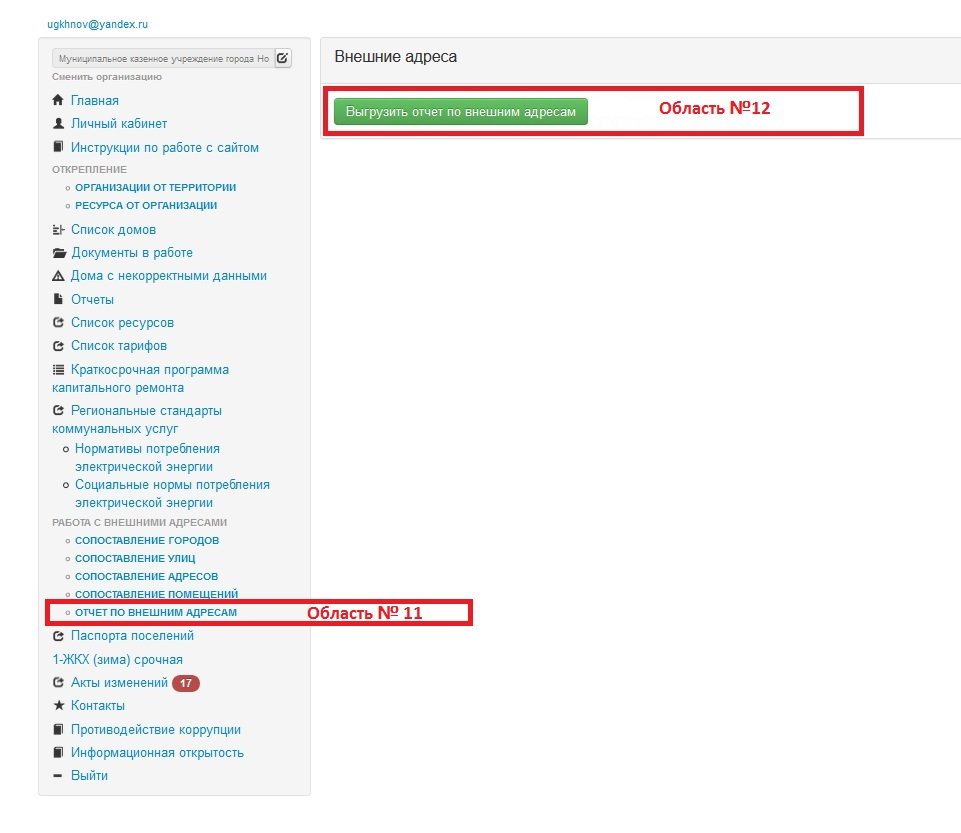 ugkhnov@yandex.ru
Муниципальное казенное учреждение города Но
Сменить организацию
Главная
Личный кабинет
Инструкции по работе с сайтом
ОТКРЕПЛЕНИЕ
ОРГАНИЗАЦИИ ОТ ТЕРРИТОРИИ
РЕСУРСА ОТ ОРГАНИЗАЦИИ
Список домов
Документы в работе
Дома с некорректными данными
Отчеты
Список ресурсов
Список тарифов
Краткосрочная программа
капитального ремонта
Региональные стандарты
коммунальных услуг
Нормативы потребления
электрической энергии
Социальные нормы потребления
электрической энергии
РАБОТА С ВНЕШНИМИ АДРЕСАМИ
СОПОСТАВЛЕНИЕ ГОРОДОВ
СОПОСТАВЛЕНИЕ УЛИЦ
СОПОСТАВЛЕНИЕ АДРЕСОВ
СОПОСТАВЛЕНИЕ ПОМЕЩЕНИЙ
ОТЧЕТ ПО ВНЕШНИМ АДРЕСАМ
Область № 11
Паспорта поселений
1-ЖКХ (зима) срочная
Акты изменений 17
Контакты
Противодействие коррупции
Информационная открытость
Выйти
Внешние адреса
Выгрузить отчет по внешним адресам
Область №12